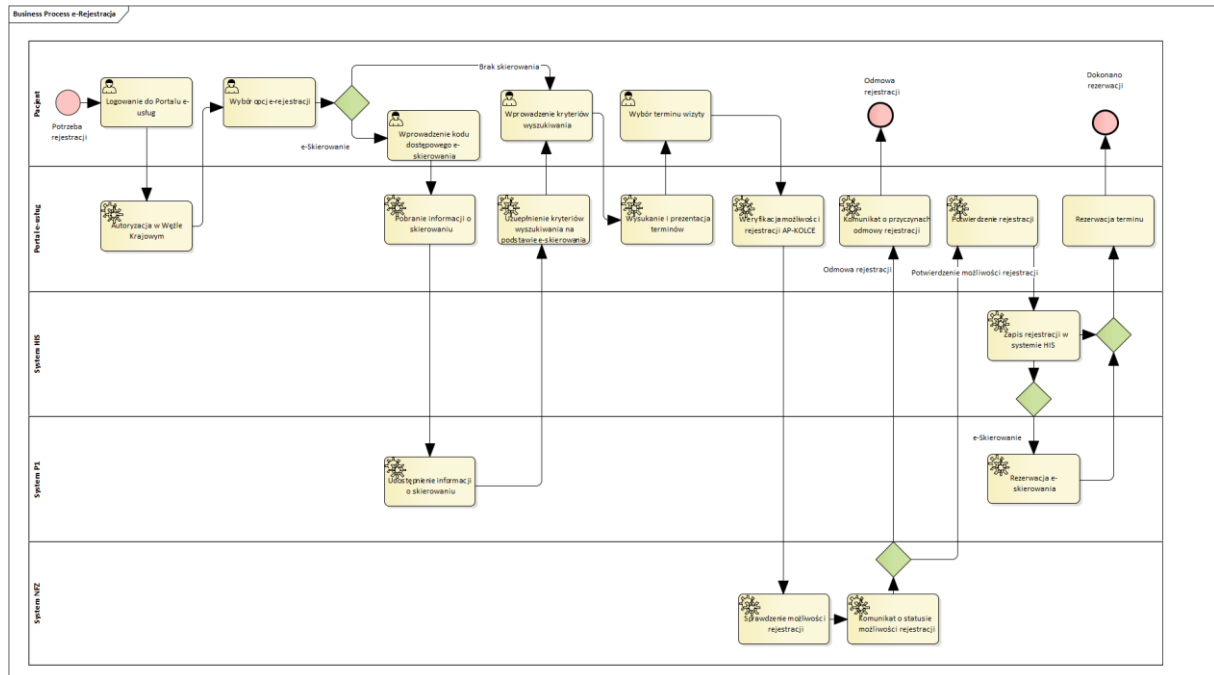 Business Process e-Rejestracja
Pacjent
Potrzeba
rejestracji
Logowanie do Portalu e-
usług
Wybór opcj e-rejestracji
Brak skierowania
e-Skierowanie
Wprowadzenie kodu
dostępowego e-
skierowania
Wprowadzenie kryteriów
wyszukiwania
Wybór terminu wizyty
Odmowa
rejestracji
Dokonano
rezerwacji
Portal e-usług
Autoryzacja w Węźle
Krajowym
Pobranie informacji o
skierowaniu
Uzuepłnienie kryteriów
wyszukiwania na
podstawie e-skierowania
Wysukanie i prezentacja
terminów
Weryfikacja możliwości
rejestracji AP-KOLCE
Komunikat o przyczynach
odmowy rejestracji
Potwierdzenie rejestracji
Rezerwacja terminu
Odmowa rejestracji
Potwierdzenie możliwości rejestracji
System HIS
Zapis rejestracji w
systemie HIS
System P1
Udostępnienie informacji
o skierowaniu
e-Skierowanie
Rezerwacja e-
skierowania
System NFZ
Sprawdzenie możliwości
rejestracji
Komunikat o statusie
możliwości rejestracji